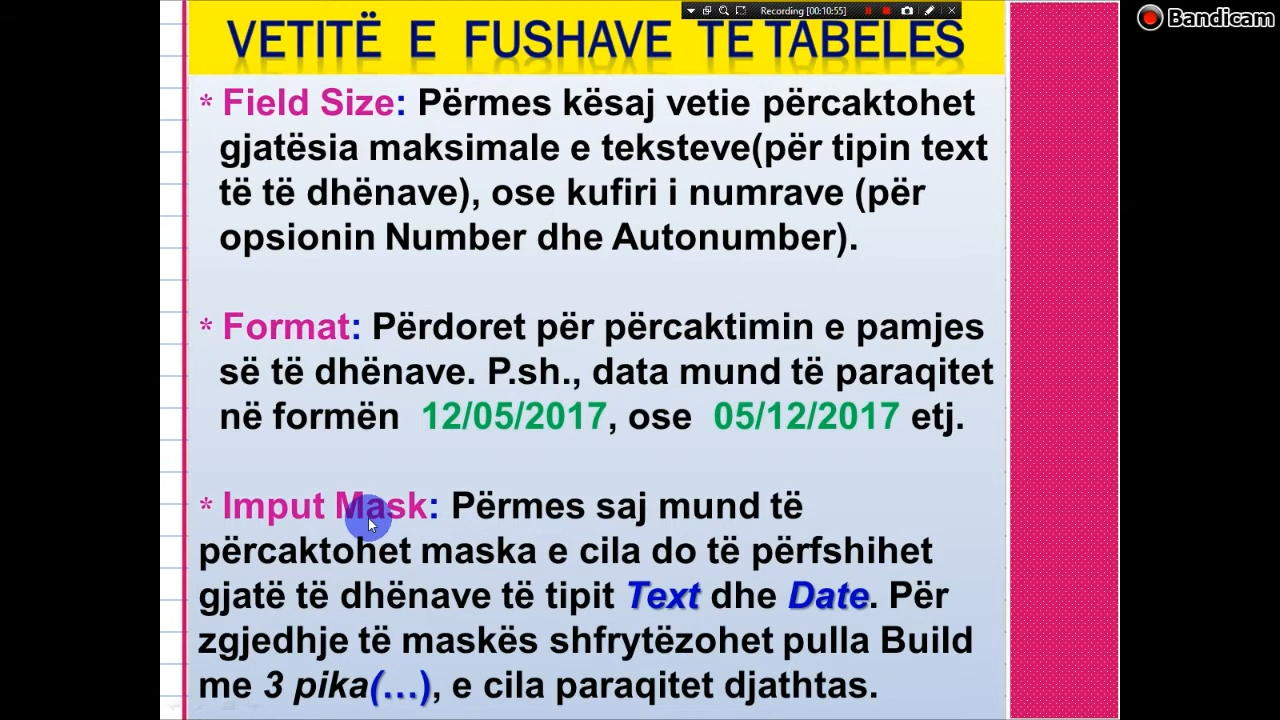 Recording [00:10:55]
Bandicam
VETITË E FUSHAVE TË TABELËS
* Field Size: Përmes kësaj vetie përcaktohet
gjatësia maksimale e teksteve(për tipin text
të të dhënave), ose kufiri i numrave (për
opsionin Number dhe Autonumber).
* Format: Përdoret për përcaktimin e pamjes
së të dhënave. P.sh., data mund të paraqitet
në formën 12/05/2017, ose 05/12/2017 etj.
* Imput Mask: Përmes saj mund të
përcaktohet maska e cila do të përfshihet
gjatë të dhënave të tipit Text dhe Date. Për
zgjedhje të maskës shfrytëzohet pulla Build
me 3 pika(…), e cila paraqitet djathtas.